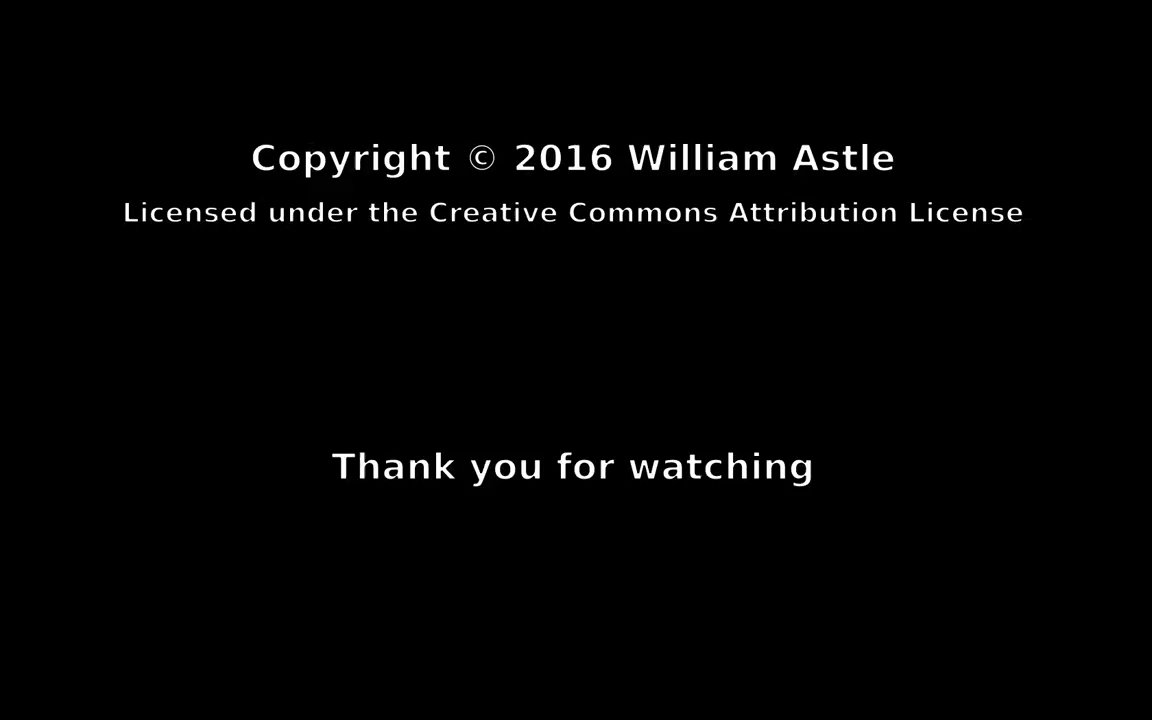 Copyright © 2016 William Astle
Licensed under the Creative Commons Attribution License
Thank you for watching